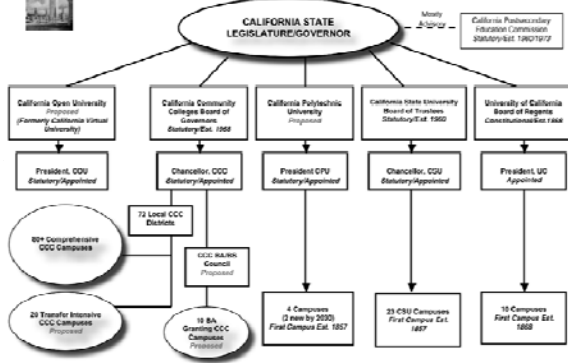 CALIFORNIA STATE
LEGISLATURE/GOVERNOR
Mostly
Advisory
California Postsecondary
Education Commission
Statutory/Est. 1960/1973
California Open University
Proposed
(Formerly California Virtual
University)
California Community
Colleges Board of
Governors
Statutory/Est. 1968
California Polytechnic
University
Proposed
California State University
Board of Trustees
Statutory/Est. 1960
University of California
Board of Regents
Constitutional/Est.1868
President, COU
Statutory/Appointed
Chancellor, CCC
Statutory/Appointed
President CPU
Statutory/Appointed
Chancellor, CSU
Statutory/Appointed
President, UC
Appointed
72 Local CCC
Districts
80+ Comprehensive
CCC Campuses
CCC BA/BS
Council
Proposed
20 Transfer Intensive
CCC Campuses
Proposed
10 BA
Granting CCC
Campuses
Proposed
4 Campuses
(2 new by 2030)
First Campus Est. 1857
23 CSU Campuses
First Campus Est.
1857
10 Campuses
First Campus Est.
1868